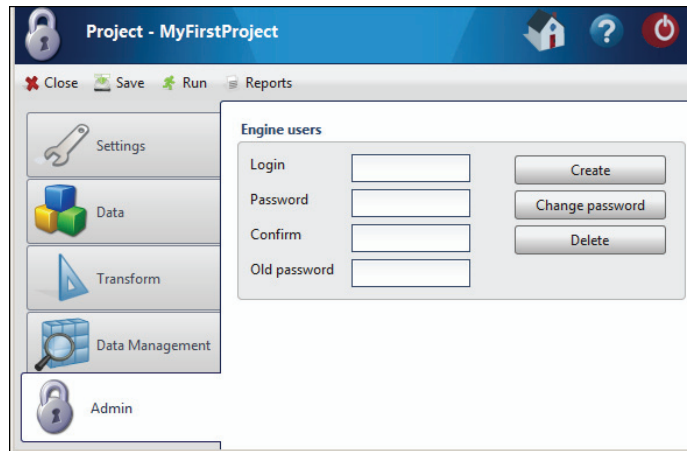 Project - MyFirstProject
?
Close Save Run Reports
Settings
Data
Transform
Data Management
Admin
Engine users
Login
Create
Password
Change password
Confirm
Delete
Old password